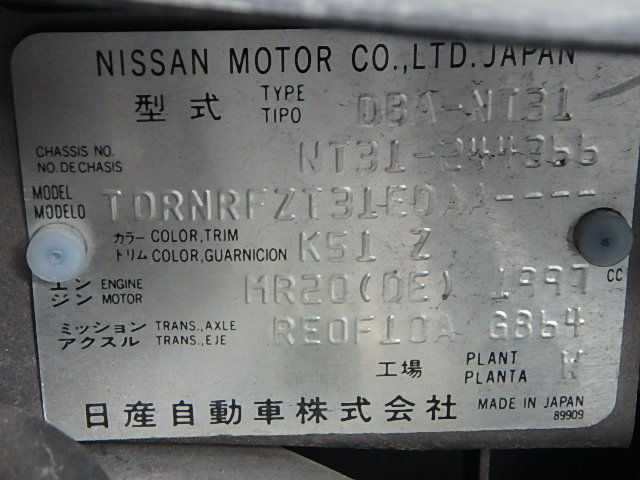 NISSAN MOTOR CO.,LTD.JAPAN
型式 TYPE TIPO DBA-NT31
CHASSIS NO. NO.DE CHASIS NT31-244366
MODEL MODELO TDRNRFZT31EDAA----
カラー COLOR,TRIM トリム COLOR,GUARNICION K51 Z
エンジン ENGINE MOTOR MR20(DE) 1997 CC
ミッション TRANS.,AXLE アクスル TRANS.,EJE RE0F10A GB64
工場 PLANT PLANTA W
日産自動車株式会社 MADE IN JAPAN
89909